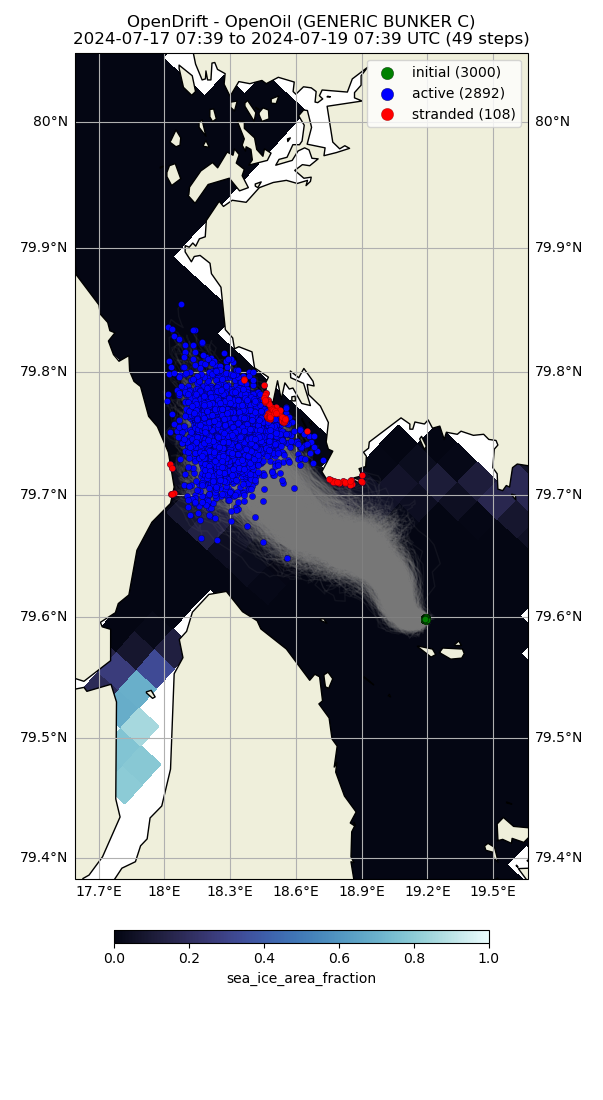 OpenDrift - OpenOil (GENERIC BUNKER C)
2024-07-17 07:39 to 2024-07-19 07:39 UTC (49 steps)
initial (3000)
active (2892)
stranded (108)
80°N 80°N
79.9°N 79.9°N
79.8°N 79.8°N
79.7°N 79.7°N
79.6°N 79.6°N
79.5°N 79.5°N
79.4°N 79.4°N
17.7°E 18°E 18.3°E 18.6°E 18.9°E 19.2°E 19.5°E
0.0 0.2 0.4 0.6 0.8 1.0
sea_ice_area_fraction